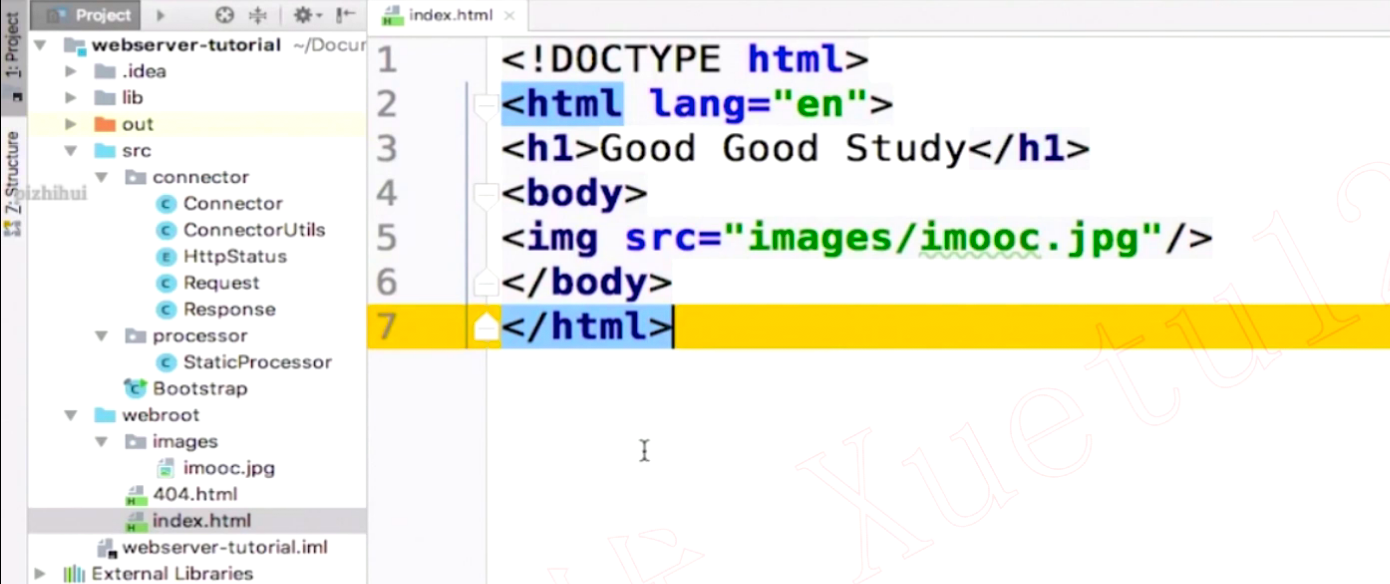 1: Project
7: Structure
Project
webserver-tutorial ~/Docur
.idea
lib
out
src
connector
Connector
ConnectorUtils
HttpStatus
Request
Response
processor
StaticProcessor
Bootstrap
webroot
images
imooc.jpg
404.html
index.html
webserver-tutorial.iml
External Libraries
pizhihui
index.html
1 <!DOCTYPE html>
2 <html lang="en">
3 <h1>Good Good Study</h1>
4 <body>
5 <img src="images/imooc.jpg"/>
6 </body>
7 </html>